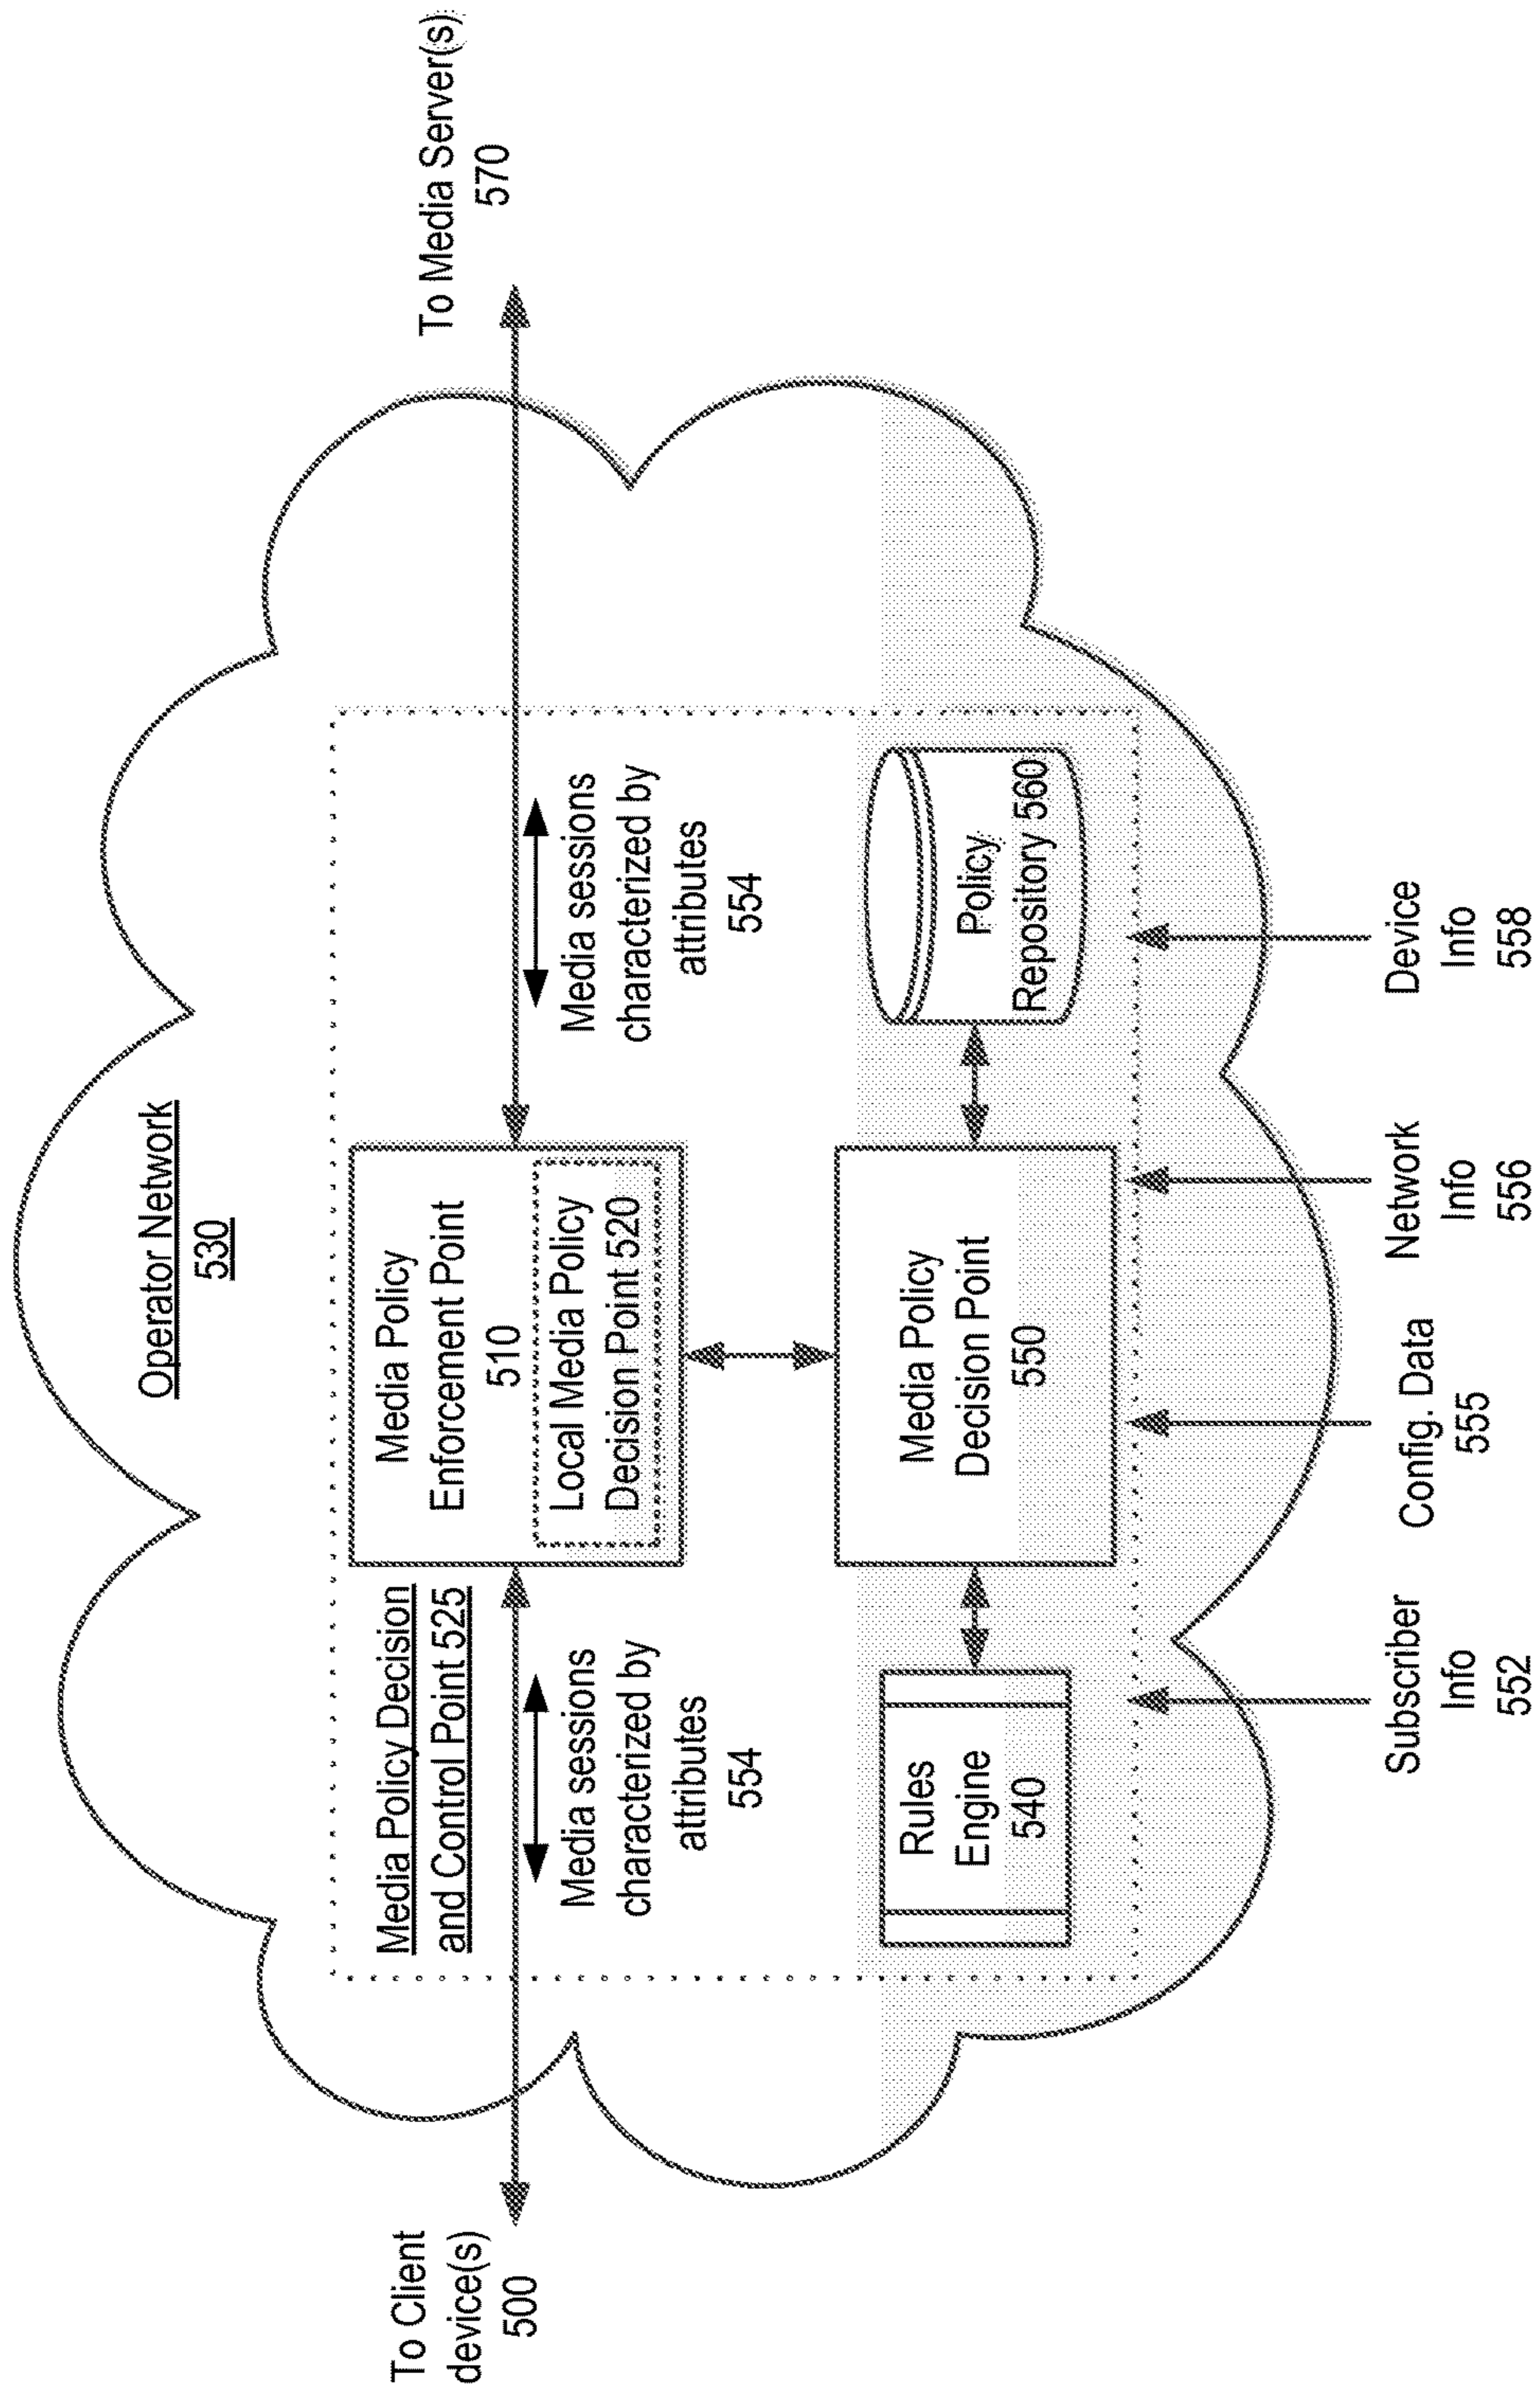 Operator Network
530
To Client
device(s)
500
To Media Server(s)
570
Media Policy Decision
and Control Point 525
Media sessions
characterized by
attributes
554
Media Policy
Enforcement Point
510
Local Media Policy
Decision Point 520
Media sessions
characterized by
attributes
554
Rules
Engine
540
Media Policy
Decision Point
550
Policy
Repository 560
Subscriber
Info
552
Config. Data
555
Network
Info
556
Device
Info
558